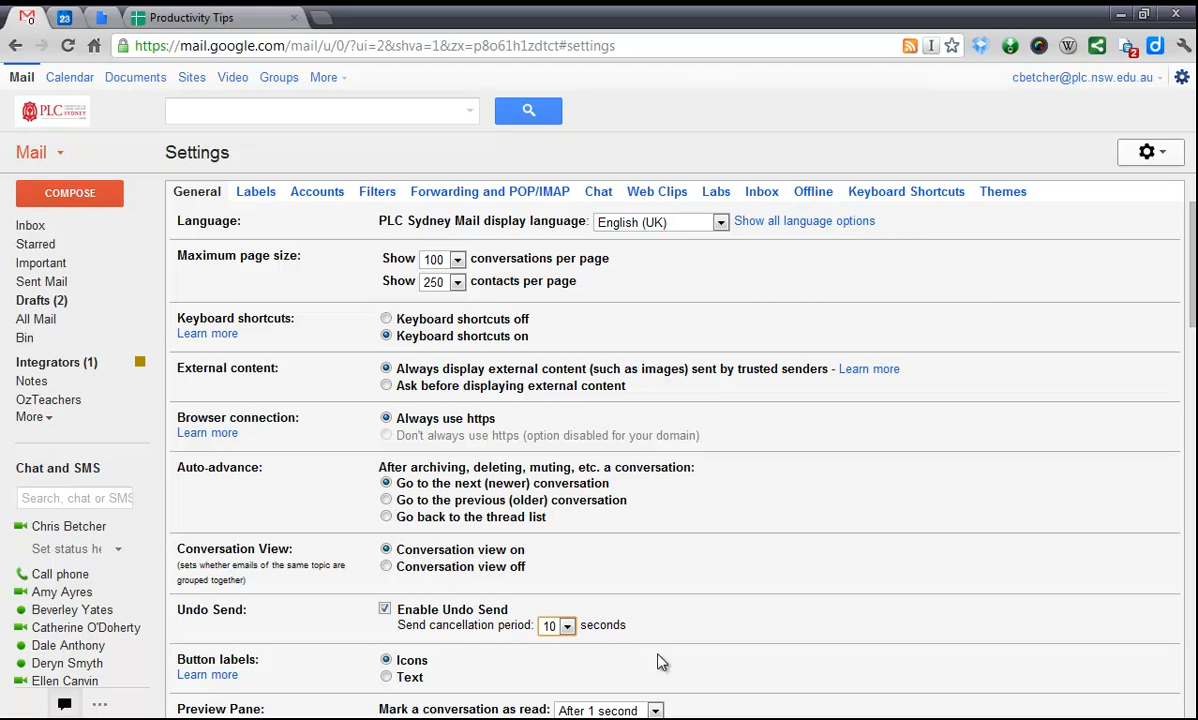 Productivity Tips
23
https://mail.google.com/mail/u/0/?ui=2&shva=1&zx=p8o61h1zdtct#settings
2
Mail Calendar Documents Sites Video Groups More
cbetcher@plc.nsw.edu.au
PLC
SYDNEY
Mail
Settings
COMPOSE
General Labels Accounts Filters Forwarding and POP/IMAP Chat Web Clips Labs Inbox Offline Keyboard Shortcuts Themes
Inbox
Starred
Important
Sent Mail
Drafts (2)
All Mail
Bin
Integrators (1)
Notes
OzTeachers
More
Chat and SMS
Search, chat or SMS
Chris Betcher
Set status he
Call phone
Amy Ayres
Beverley Yates
Catherine O'Doherty
Dale Anthony
Deryn Smyth
Ellen Canvin
Language: PLC Sydney Mail display language: English (UK) Show all language options
Maximum page size: Show 100 conversations per page
Show 250 contacts per page
Keyboard shortcuts: Keyboard shortcuts off
Learn more Keyboard shortcuts on
External content: Always display external content (such as images) sent by trusted senders - Learn more
Ask before displaying external content
Browser connection: Always use https
Learn more Don't always use https (option disabled for your domain)
Auto-advance: After archiving, deleting, muting, etc. a conversation:
Go to the next (newer) conversation
Go to the previous (older) conversation
Go back to the thread list
Conversation View: Conversation view on
(sets whether emails of the same topic are Conversation view off
grouped together)
Undo Send: Enable Undo Send
Send cancellation period: 10 seconds
Button labels: Icons
Learn more Text
Preview Pane: Mark a conversation as read: After 1 second